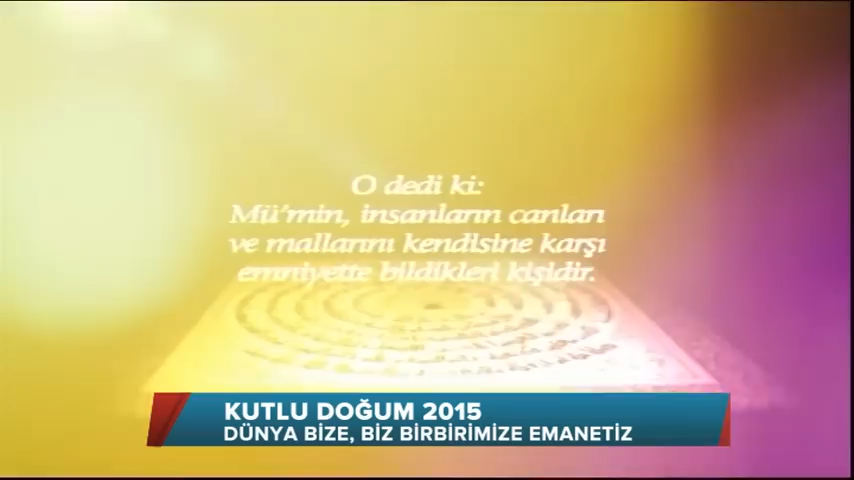 O dedi ki:
Mü'min, insanların canları
ve mallarını kendisine karşı
emniyette bildikleri kişidir.
KUTLU DOĞUM 2015
DÜNYA BİZE, BİZ BİRBİRİMİZE EMANETİZ